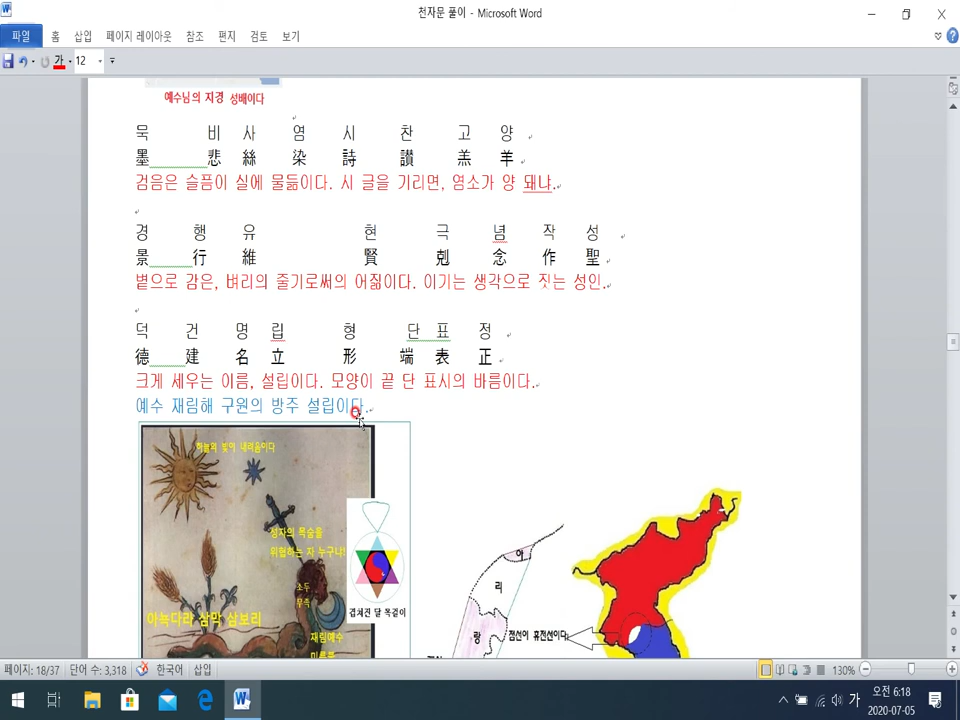 천자문 풀이 - Microsoft Word
파일 홈 삽입 페이지 레이아웃 참조 편지 검토 보기
가 12
예수님의 지경 성배이다
묵 비 사 염 시 찬 고 양
墨 悲 絲 染 詩 讚 羔 羊
검음은 슬픔이 실에 물듦이다. 시 글을 기리면, 염소가 양 돼냐.
경 행 유 현 극 념 작 성
景 行 維 賢 剋 念 作 聖
볕으로 감은, 벼리의 줄기로써의 어짊이다. 이기는 생각으로 짓는 성인.
덕 건 명 립 형 단 표 정
德 建 名 立 形 端 表 正
크게 세우는 이름, 설립이다. 모양이 끝 단 표시의 바름이다.
예수 재림해 구원의 방주 설립이다.
하늘의 빛이 내려옴이다
성자의 목숨을
위협하는 자 누구냐!
아뇩다라 삼막 삼보리
재림예수
겹쳐진 달 목걸이
아
리
랑
점선이 휴전선이다
페이지: 18/37 단어 수: 3,318 한국어 삽입 130%
가 오전 6:18
2020-07-05